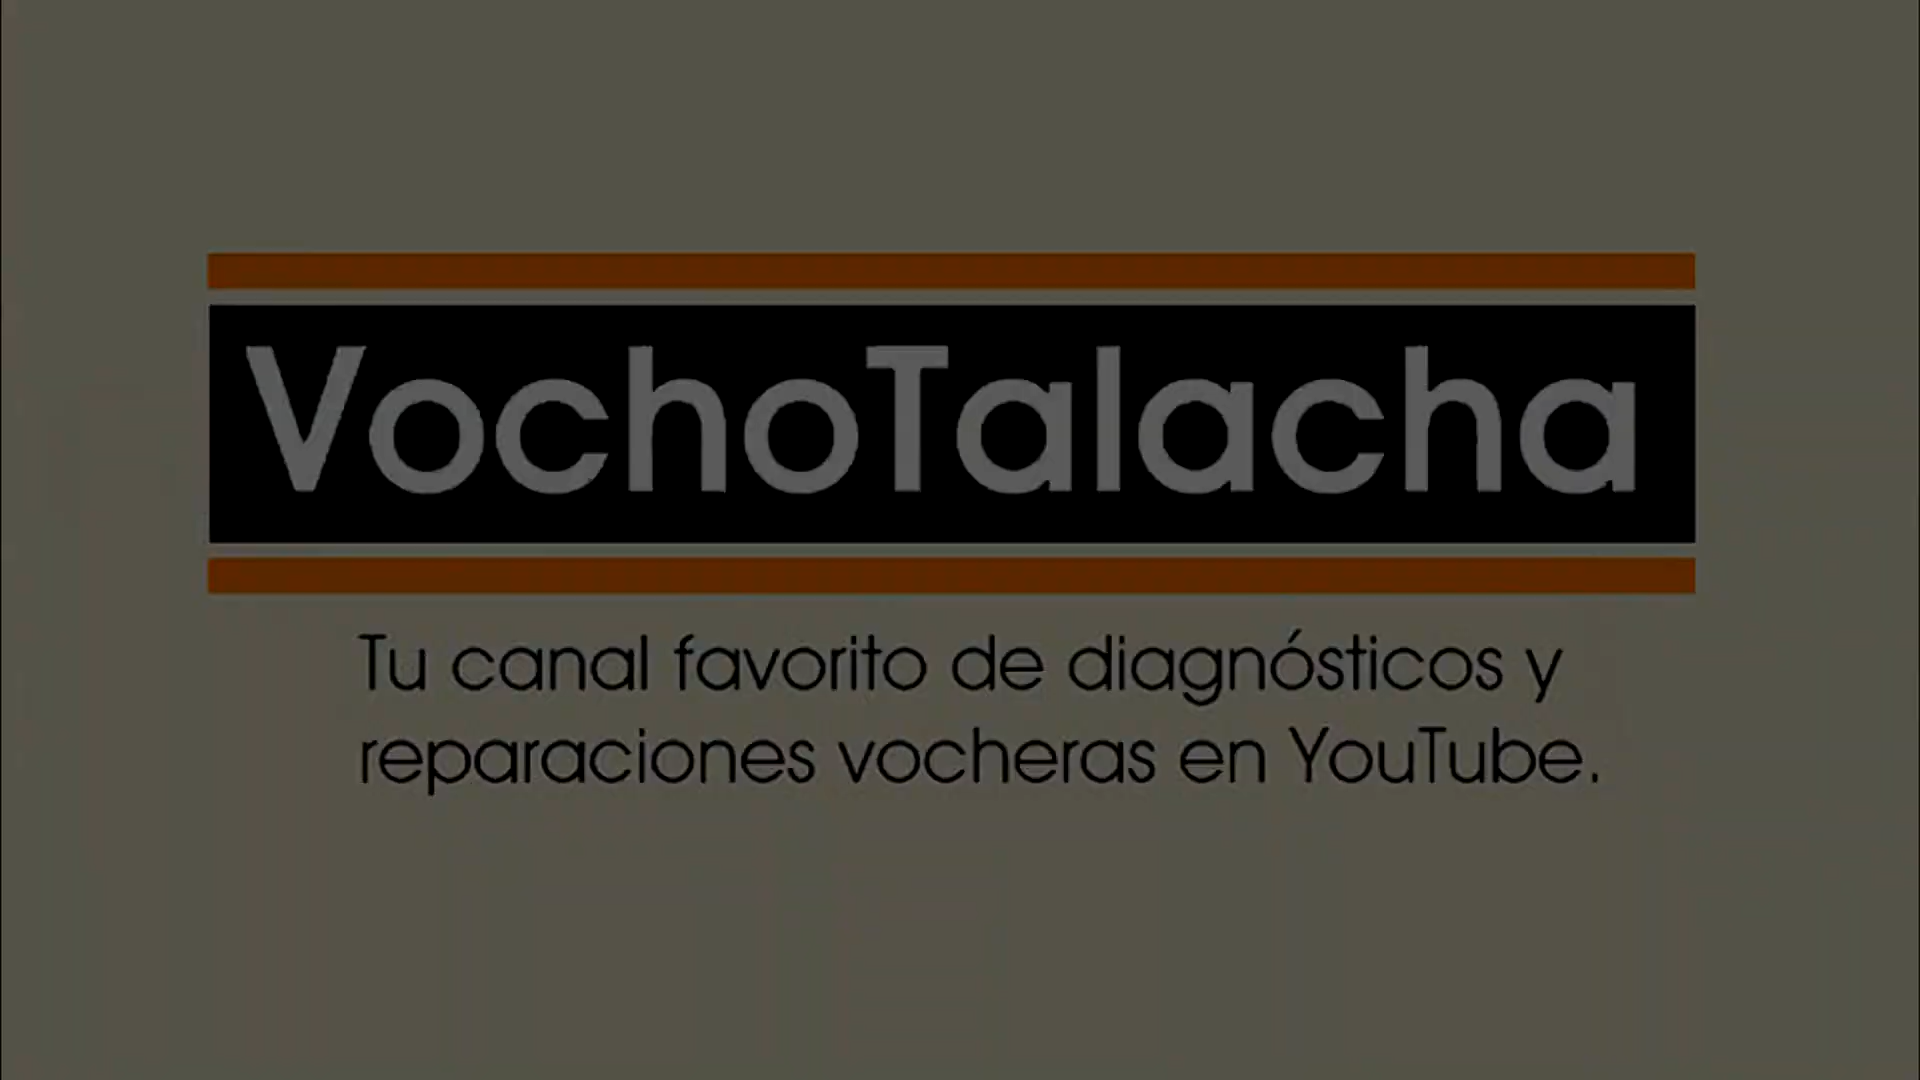 VochoTalacha
Tu canal favorito de diagnósticos y
reparaciones vocheras en YouTube.